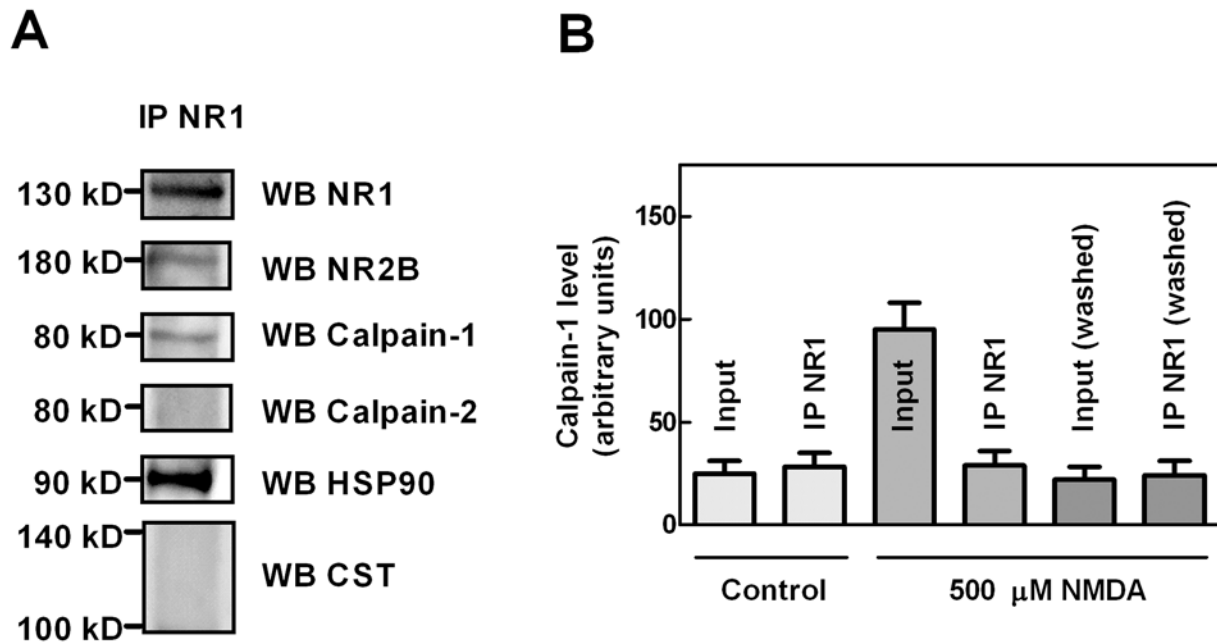 A
IP NR1
130 kD
WB NR1
180 kD
WB NR2B
80 kD
WB Calpain-1
80 kD
WB Calpain-2
90 kD
WB HSP90
140 kD
WB CST
100 kD
B
Calpain-1 level
(arbitrary units)
150
100
50
0
Input
IP NR1
Input
IP NR1
Input (washed)
IP NR1 (washed)
Control
500 μM NMDA